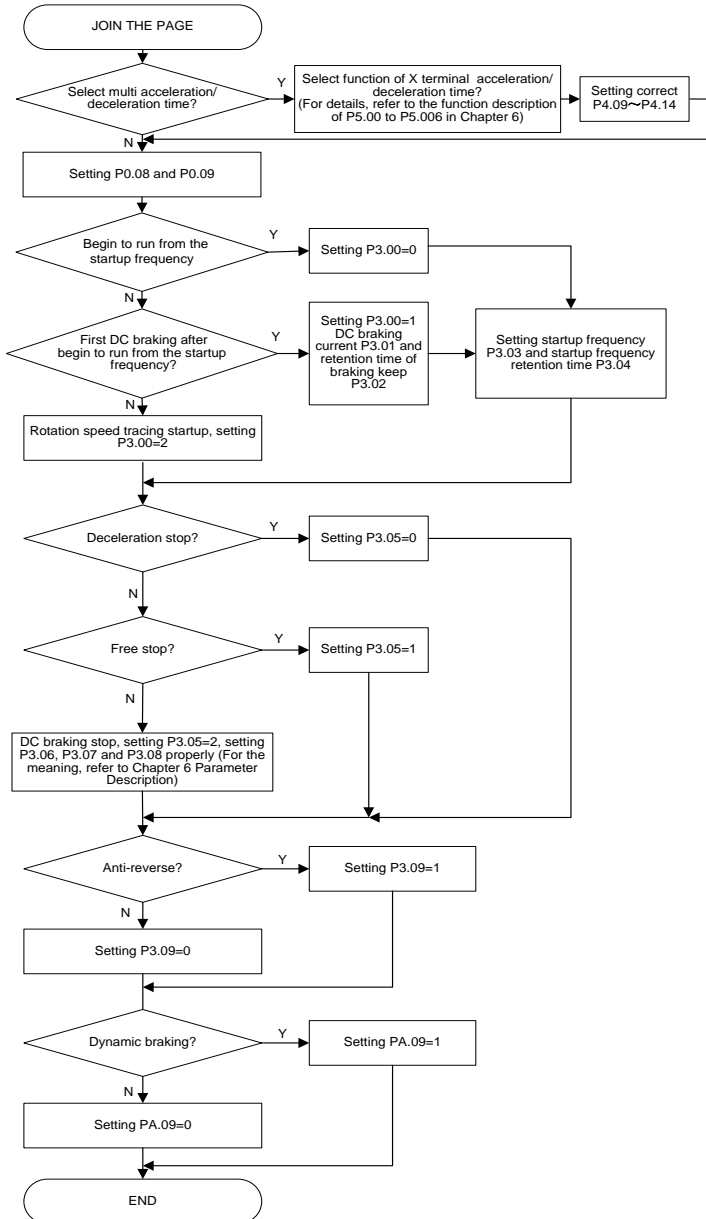 JOIN THE PAGE
Select multi acceleration/
deceleration time?
Y
Select function of X terminal acceleration/
deceleration time?
(For details, refer to the function description
of P5.00 to P5.006 in Chapter 6)
Setting correct
P4.09～P4.14
N
Setting P0.08 and P0.09
Begin to run from the
startup frequency
Y
Setting P3.00=0
N
First DC braking after
begin to run from the startup
frequency?
Y
Setting P3.00=1
DC braking
current P3.01 and
retention time of
braking keep
P3.02
Setting startup frequency
P3.03 and startup frequency
retention time P3.04
N
Rotation speed tracing startup, setting
P3.00=2
Deceleration stop?
Y
Setting P3.05=0
N
Free stop?
Y
Setting P3.05=1
N
DC braking stop, setting P3.05=2, setting
P3.06, P3.07 and P3.08 properly (For the
meaning, refer to Chapter 6 Parameter
Description)
Anti-reverse?
Y
Setting P3.09=1
N
Setting P3.09=0
Dynamic braking?
Y
Setting PA.09=1
N
Setting PA.09=0
END